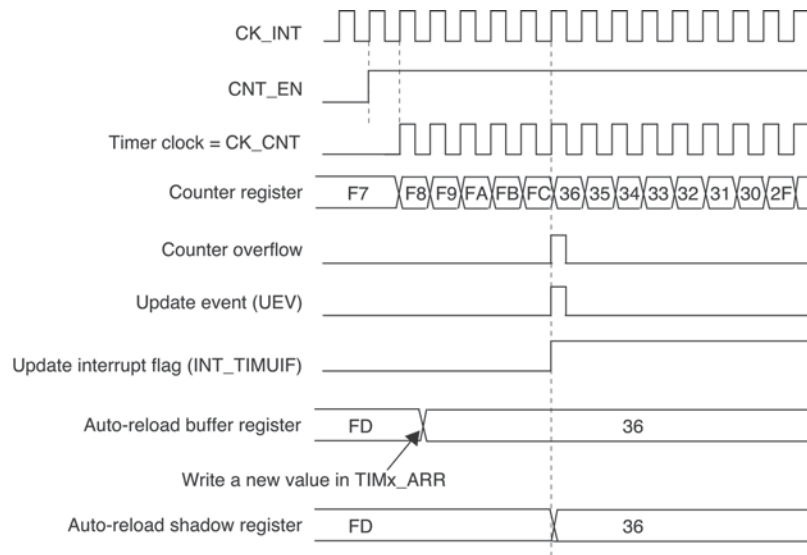 CK_INT
CNT_EN
Timer clock = CK_CNT
Counter register F7 F8 F9 FA FB FC 36 35 34 33 32 31 30 2F
Counter overflow
Update event (UEV)
Update interrupt flag (INT_TIMUIF)
Auto-reload buffer register FD 36
Write a new value in TIMx_ARR
Auto-reload shadow register FD 36